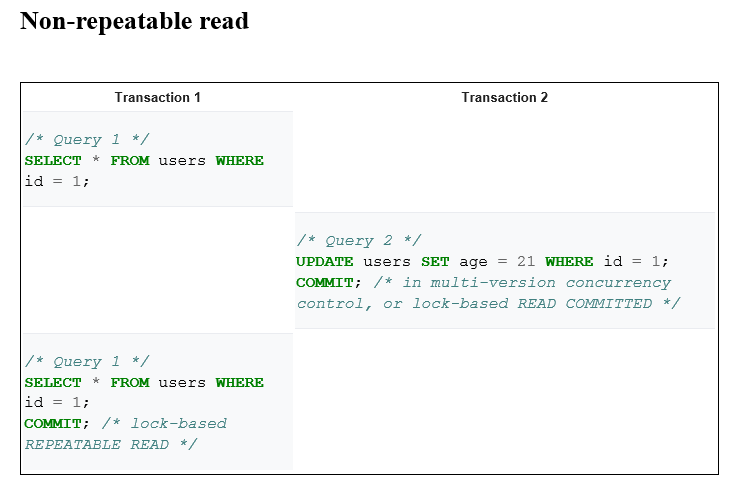 Non-repeatable read
Transaction 1
Transaction 2
/* Query 1 */
SELECT * FROM users WHERE
id = 1;
/* Query 2 */
UPDATE users SET age = 21 WHERE id = 1;
COMMIT; /* in multi-version concurrency
control, or lock-based READ COMMITTED */
/* Query 1 */
SELECT * FROM users WHERE
id = 1;
COMMIT; /* lock-based
REPEATABLE READ */